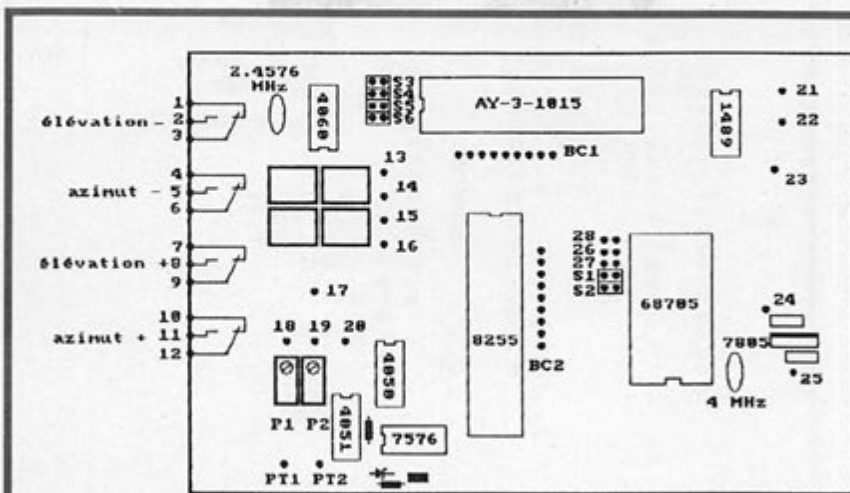 2.4576
MHz
4060
S3
S4
S5
S6
AY-3-1015
1489
21
22
23
BC1
élévation -
1
2
3
azimut -
4
5
6
élévation +
7
8
9
azimut +
10
11
12
13
14
15
16
17
18
19
20
P1
P2
PT1
PT2
4051
4050
7576
8255
BC2
28
26
27
S1
S2
68705
24
7805
25
4 MHz